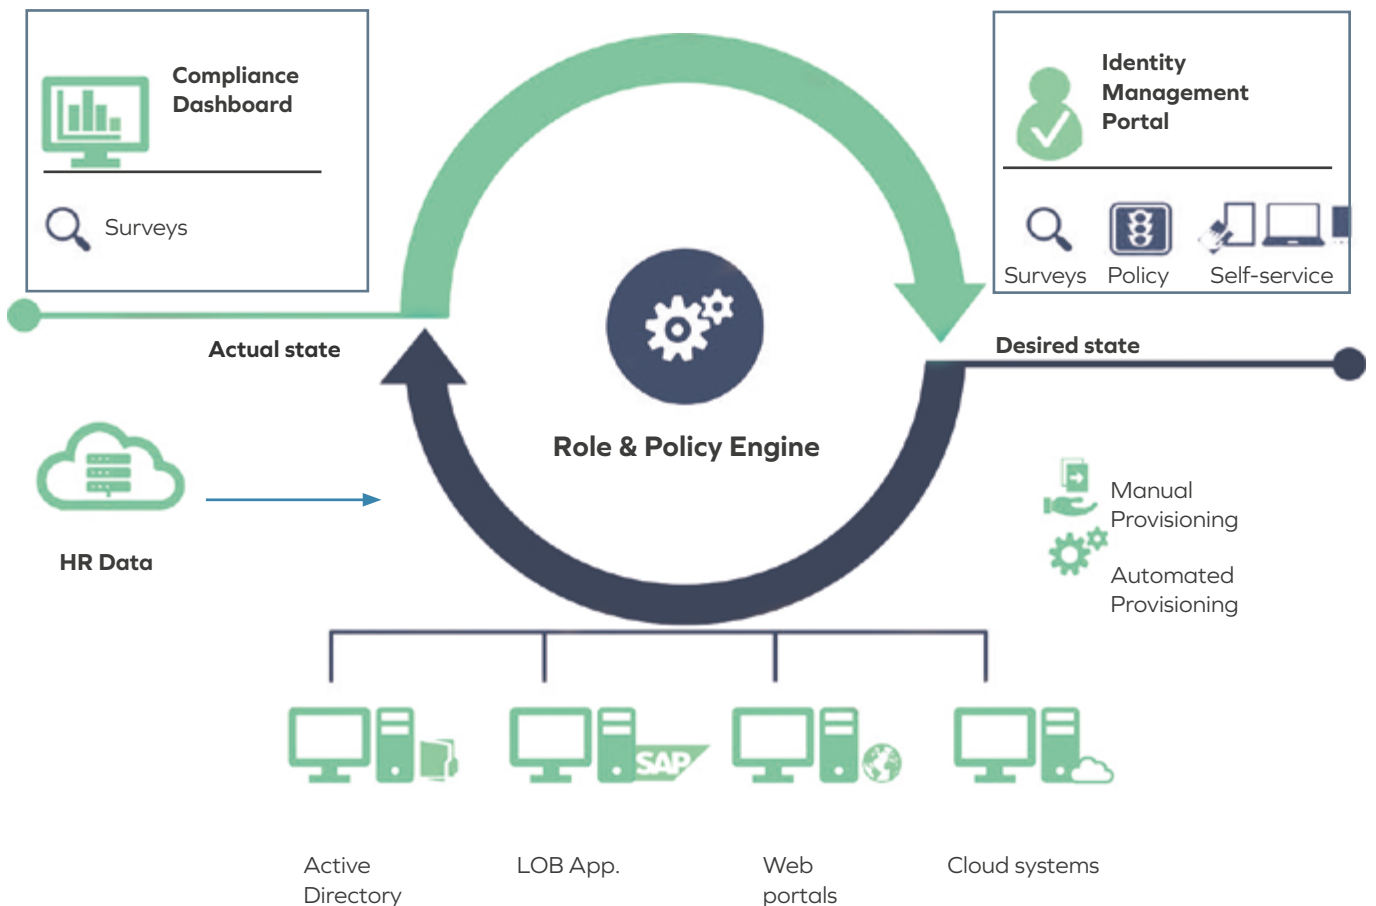 Compliance
Dashboard
Surveys
Identity
Management
Portal
Surveys
Policy
Self-service
Actual state
Desired state
Role & Policy Engine
HR Data
Manual
Provisioning
Automated
Provisioning
SAP
Active
Directory
LOB App.
Web
portals
Cloud systems